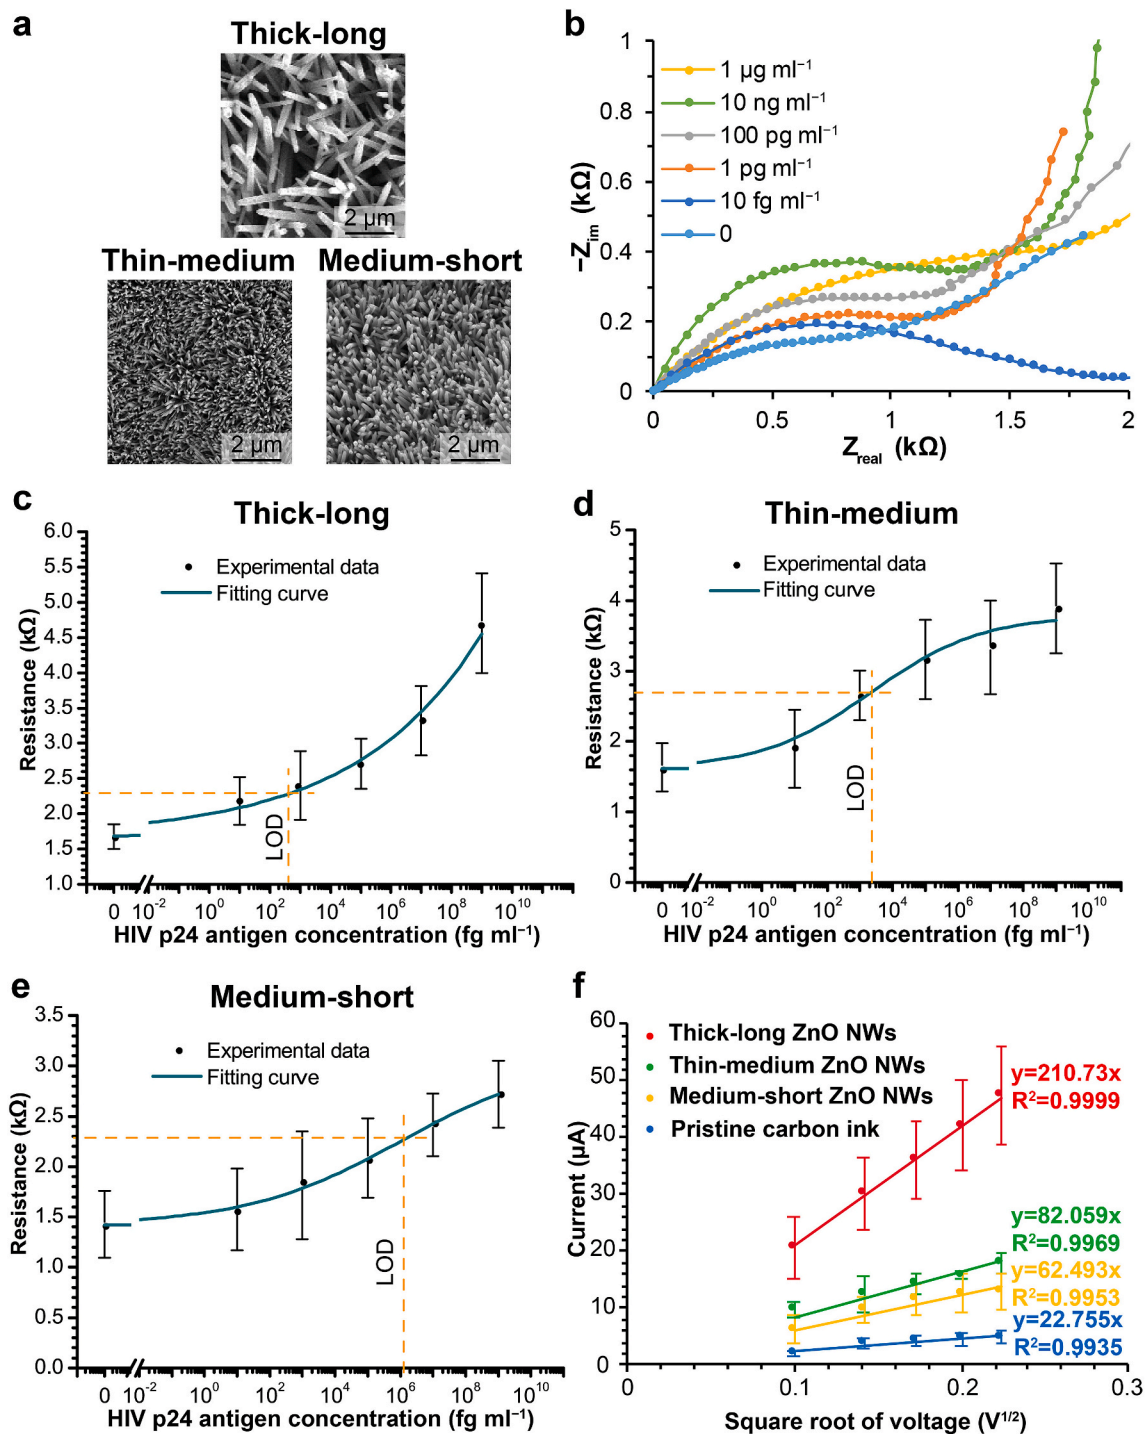 a
Thick-long
2 µm
Thin-medium
2 µm
Medium-short
2 µm
b
1
0.8
0.6
0.4
0.2
0
−Zim (kΩ)
1 µg ml−1
10 ng ml−1
100 pg ml−1
1 pg ml−1
10 fg ml−1
0
0 0.5 1 1.5 2
Zreal (kΩ)
c
Thick-long
6.0
5.5
5.0
4.5
4.0
3.5
3.0
2.5
2.0
1.5
1.0
Resistance (kΩ)
Experimental data
Fitting curve
LOD
0 10-2 100 102 104 106 108 1010
HIV p24 antigen concentration (fg ml−1)
d
Thin-medium
5
4
3
2
1
0
Resistance (kΩ)
Experimental data
Fitting curve
LOD
0 10-2 100 102 104 106 108 1010
HIV p24 antigen concentration (fg ml−1)
e
Medium-short
3.5
3.0
2.5
2.0
1.5
1.0
0.5
0.0
Resistance (kΩ)
Experimental data
Fitting curve
LOD
0 10-2 100 102 104 106 108 1010
HIV p24 antigen concentration (fg ml−1)
f
60
50
40
30
20
10
0
Current (µA)
Thick-long ZnO NWs
Thin-medium ZnO NWs
Medium-short ZnO NWs
Pristine carbon ink
y=210.73x
R2=0.9999
y=82.059x
R2=0.9969
y=62.493x
R2=0.9953
y=22.755x
R2=0.9935
0 0.1 0.2 0.3
Square root of voltage (V1/2)